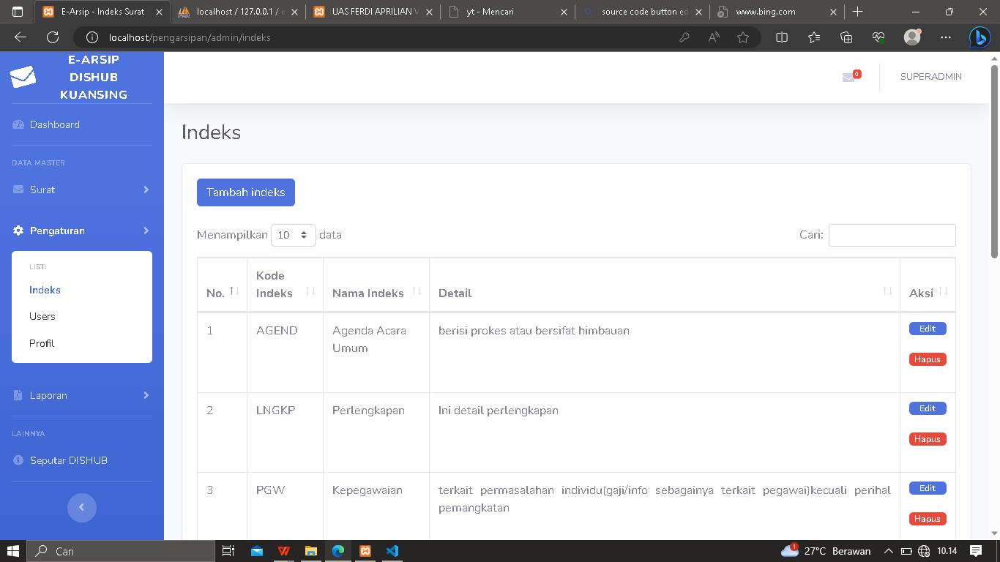 E-Arsip - Indeks Surat
localhost / 127.0.0.1 / e
UAS FERDI APRILIAN V
yt - Mencari
source code button ed
www.bing.com
localhost/pengarsipan/admin/indeks
E-ARSIP
DISHUB
KUANSING
0
SUPERADMIN
Dashboard
DATA MASTER
Surat
Pengaturan
LIST:
Indeks
Users
Profil
Laporan
LAINNYA
Seputar DISHUB
Indeks
Tambah indeks
Menampilkan 10 data
Cari:
No. Kode Indeks Nama Indeks Detail Aksi
1 AGEND Agenda Acara Umum berisi prokes atau bersifat himbauan Edit
Hapus
2 LNGKP Perlengkapan Ini detail perlengkapan Edit
Hapus
3 PGW Kepegawaian terkait permasalahan individu(gaji/info sebagainya terkait pegawai)kecuali perihal Edit
pemangkatan
Hapus
Cari
1
27°C Berawan
10.14